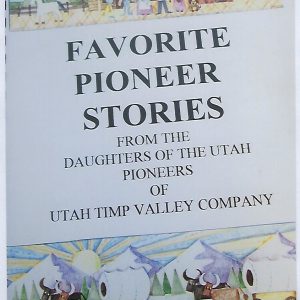 FAVORITE
PIONEER
STORIES
FROM THE
DAUGHTERS OF THE UTAH
PIONEERS
OF
UTAH TIMP VALLEY COMPANY